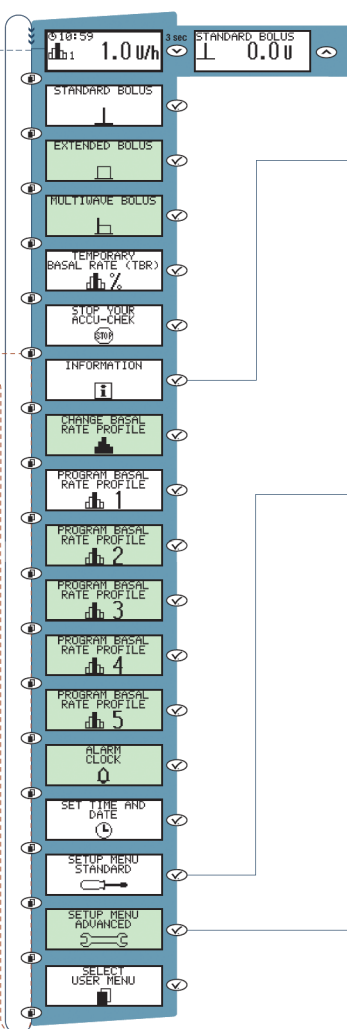 10:59
1 1.0 U/h
3 sec
STANDARD BOLUS
0.0 U
STANDARD BOLUS
EXTENDED BOLUS
MULTIWAVE BOLUS
TEMPORARY
BASAL RATE (TBR)
%
STOP YOUR
ACCU-CHEK
STOP
INFORMATION
i
CHANGE BASAL
RATE PROFILE
PROGRAM BASAL
RATE PROFILE
1
PROGRAM BASAL
RATE PROFILE
2
PROGRAM BASAL
RATE PROFILE
3
PROGRAM BASAL
RATE PROFILE
4
PROGRAM BASAL
RATE PROFILE
5
ALARM
CLOCK
SET TIME AND
DATE
SETUP MENU
STANDARD
SETUP MENU
ADVANCED
SELECT
USER MENU